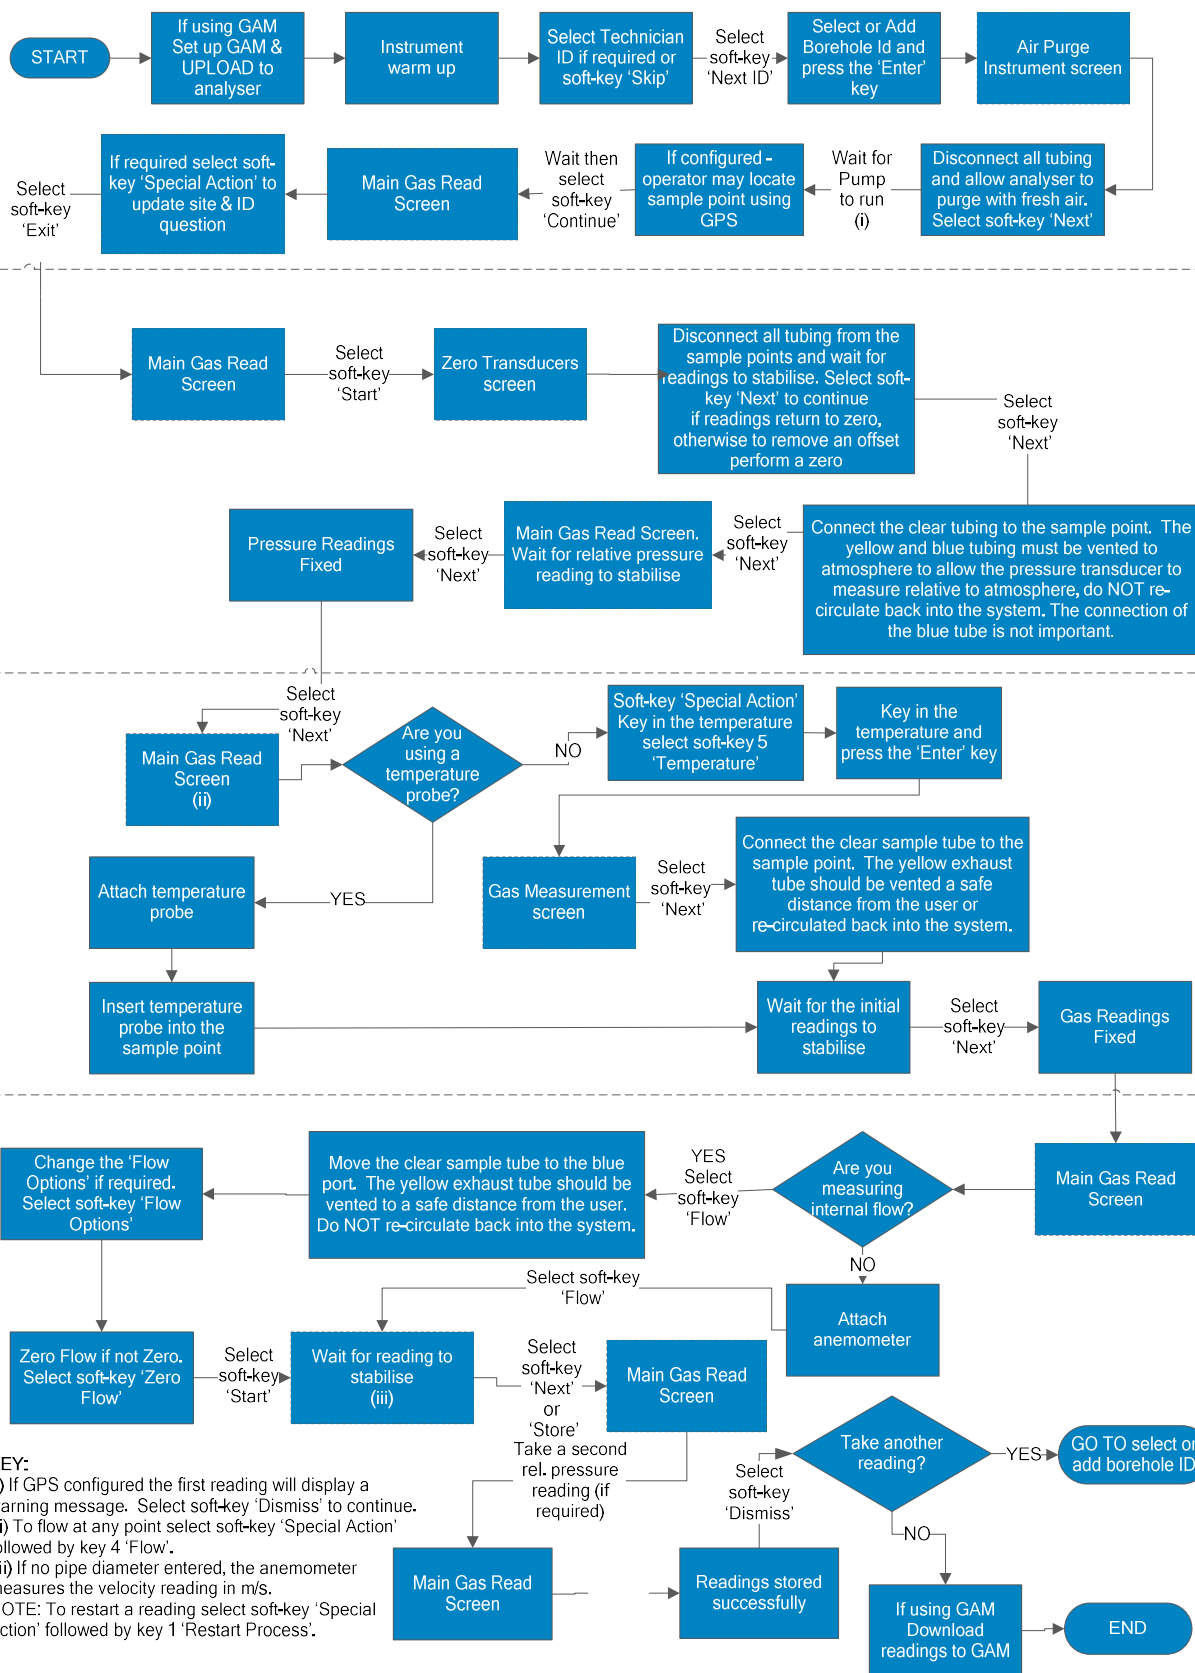 START
If using GAM
Set up GAM &
UPLOAD to
analyser
Instrument
warm up
Select Technician
ID if required or
soft-key ‘Skip’
Select
soft-key
‘Next ID’
Select or Add
Borehole Id and
press the ‘Enter’
key
Air Purge
Instrument screen
Disconnect all tubing
and allow analyser to
purge with fresh air.
Select soft-key ‘Next’
Wait for
Pump
to run
(i)
If configured -
operator may locate
sample point using
GPS
Wait then
select
soft-key
‘Continue’
Main Gas Read
Screen
If required select soft-
key ‘Special Action’ to
update site & ID
question
Select
soft-key
‘Exit’
Main Gas Read
Screen
Select
soft-key
‘Start’
Zero Transducers
screen
Disconnect all tubing from the
sample points and wait for
readings to stabilise. Select soft-
key ‘Next’ to continue
if readings return to zero,
otherwise to remove an offset
perform a zero
Select
soft-key
‘Next’
Connect the clear tubing to the sample point. The
yellow and blue tubing must be vented to
atmosphere to allow the pressure transducer to
measure relative to atmosphere, do NOT re-
circulate back into the system. The connection of
the blue tube is not important.
Select
soft-key
‘Next’
Main Gas Read Screen.
Wait for relative pressure
reading to stabilise
Select
soft-key
‘Next’
Pressure Readings
Fixed
Select
soft-key
‘Next’
Main Gas Read
Screen
(ii)
Are you
using a
temperature
probe?
NO
Soft-key ‘Special Action’
Key in the temperature
select soft-key 5
‘Temperature’
Key in the
temperature and
press the ‘Enter’ key
Gas Measurement
screen
Select
soft-key
‘Next’
Connect the clear sample tube to the
sample point. The yellow exhaust
tube should be vented a safe
distance from the user or
re-circulated back into the system.
YES
Attach temperature
probe
Insert temperature
probe into the
sample point
Wait for the initial
readings to
stabilise
Select
soft-key
‘Next’
Gas Readings
Fixed
Main Gas Read
Screen
Are you
measuring
internal flow?
YES
Select
soft-key
‘Flow’
Move the clear sample tube to the blue
port. The yellow exhaust tube should be
vented to a safe distance from the user.
Do NOT re-circulate back into the system.
Change the ‘Flow
Options’ if required.
Select soft-key ‘Flow
Options’
NO
Attach
anemometer
Select soft-key
‘Flow’
Zero Flow if not Zero.
Select soft-key ‘Zero
Flow’
Select
soft-key
‘Start’
Wait for reading to
stabilise
(iii)
Select
soft-key
‘Next’
or
‘Store’
Main Gas Read
Screen
Take a second
rel. pressure
reading (if
required)
Main Gas Read
Screen
Readings stored
successfully
Select
soft-key
‘Dismiss’
Take another
reading?
YES
GO TO select or
add borehole ID
NO
If using GAM
Download
readings to GAM
END
EY:
) If GPS configured the first reading will display a
arning message. Select soft-key ‘Dismiss’ to continue.
i) To flow at any point select soft-key ‘Special Action’
ollowed by key 4 ‘Flow’.
ii) If no pipe diameter entered, the anemometer
easures the velocity reading in m/s.
OTE: To restart a reading select soft-key ‘Special
ction’ followed by key 1 ‘Restart Process’.